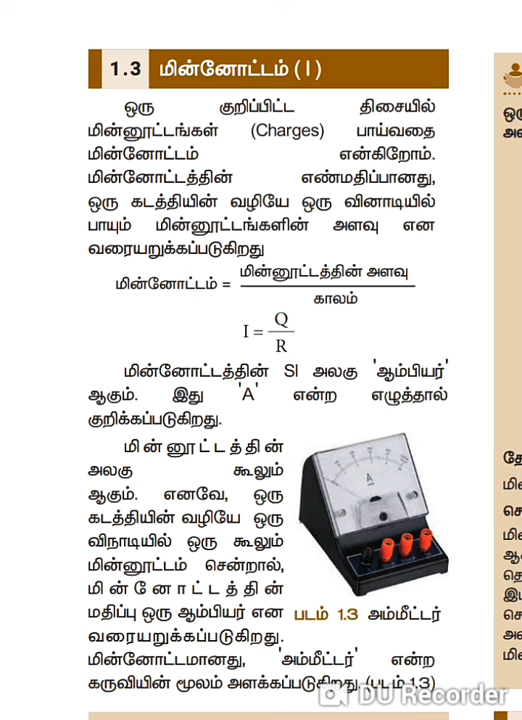 1.3 மின்னோட்டம் ( I )
ஒரு குறிப்பிட்ட திசையில்
மின்னூட்டங்கள் (Charges) பாய்வதை
மின்னோட்டம் என்கிறோம்.
மின்னோட்டத்தின் எண்மதிப்பானது,
ஒரு கடத்தியின் வழியே ஒரு வினாடியில்
பாயும் மின்னூட்டங்களின் அளவு என
வரையறுக்கப்படுகிறது
மின்னோட்டம் = மின்னூட்டத்தின் அளவு
காலம்
I = Q
R
மின்னோட்டத்தின் SI அலகு 'ஆம்பியர்'
ஆகும். இது 'A' என்ற எழுத்தால்
குறிக்கப்படுகிறது.
மின்னூட்டத்தின்
அலகு கூலும்
ஆகும். எனவே, ஒரு
கடத்தியின் வழியே ஒரு
விநாடியில் ஒரு கூலும்
மின்னூட்டம் சென்றால்,
மின்னோட்டத்தின்
மதிப்பு ஒரு ஆம்பியர் என
வரையறுக்கப்படுகிறது.
மின்னோட்டமானது, 'அம்மீட்டர்' என்ற
கருவியின் மூலம் அளக்கப்படுகிறது. (படம் 1.3)
A
படம் 1.3 அம்மீட்டர்
DU Recorder